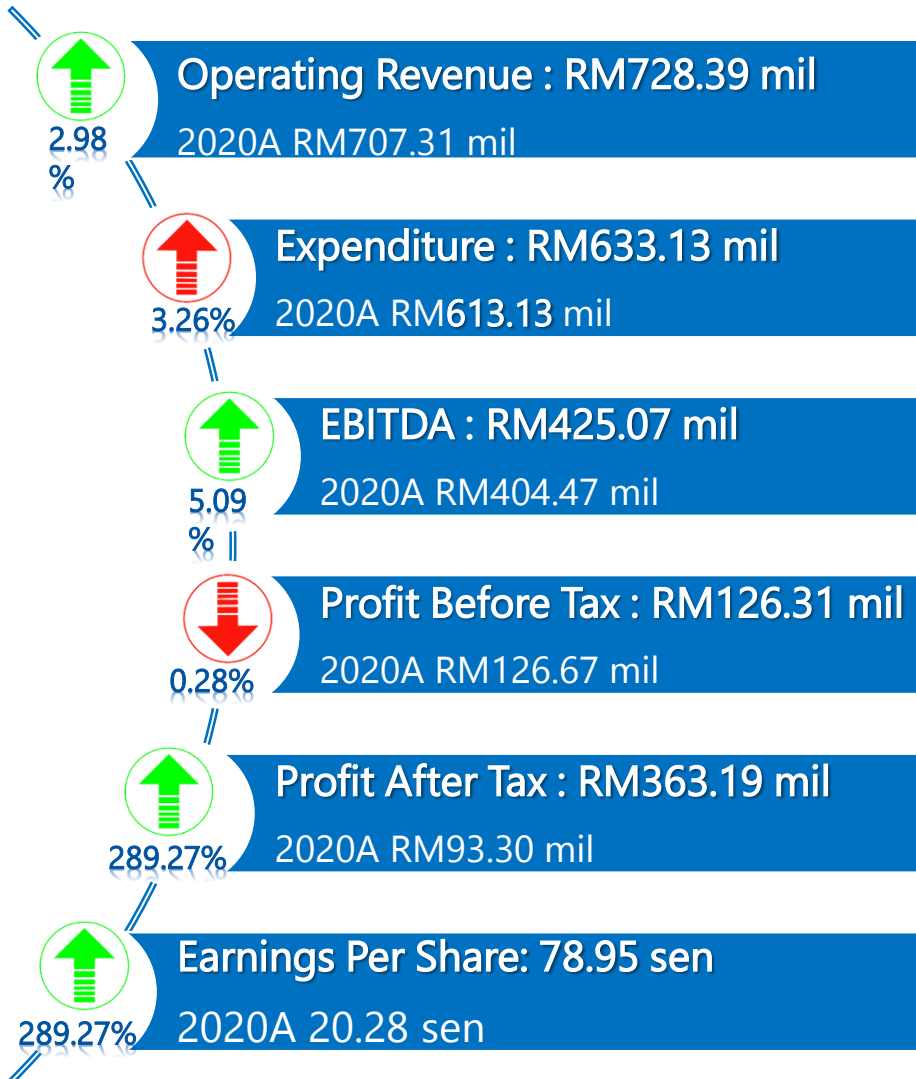 Operating Revenue : RM728.39 mil
2020A RM707.31 mil
2.98
%
Expenditure : RM633.13 mil
2020A RM613.13 mil
3.26%
EBITDA : RM425.07 mil
2020A RM404.47 mil
5.09
%
Profit Before Tax : RM126.31 mil
2020A RM126.67 mil
0.28%
Profit After Tax : RM363.19 mil
2020A RM93.30 mil
289.27%
Earnings Per Share: 78.95 sen
2020A 20.28 sen
289.27%